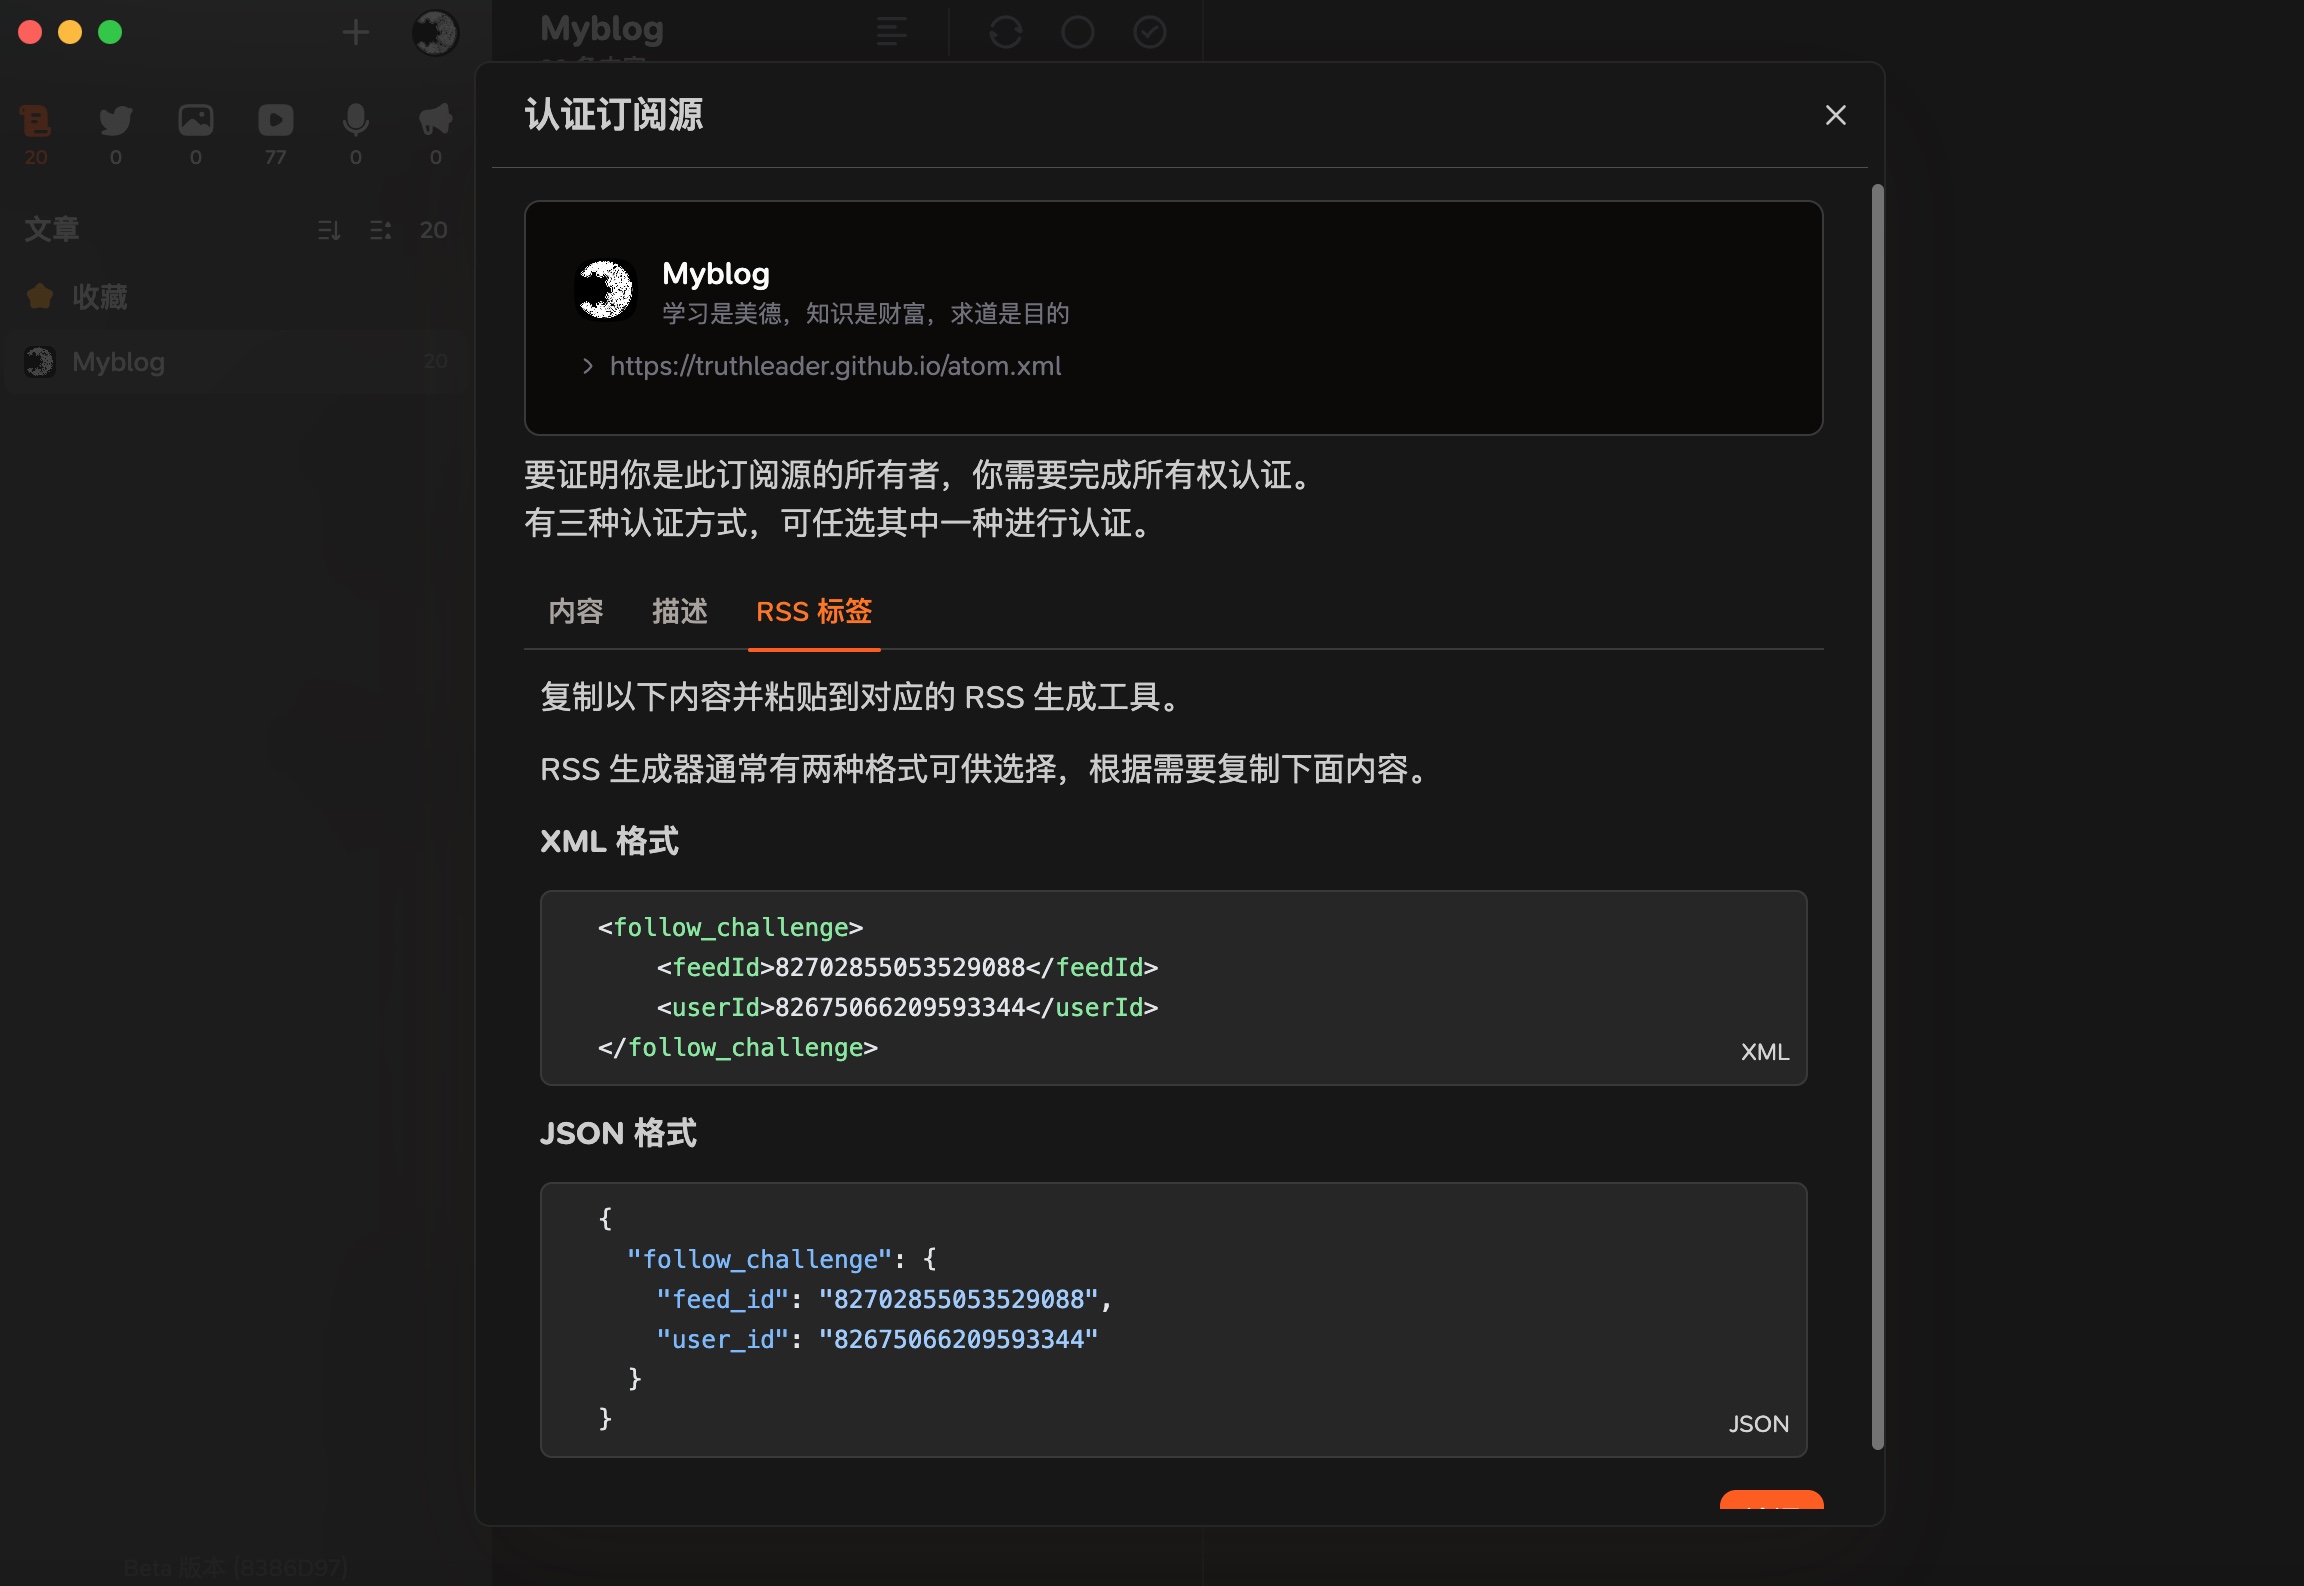 Myblog
20
0
0
77
0
0
文章
20
收藏
Myblog
20
认证订阅源
Myblog
学习是美德，知识是财富，求道是目的
https://truthleader.github.io/atom.xml
要证明你是此订阅源的所有者，你需要完成所有权认证。
有三种认证方式，可任选其中一种进行认证。
内容 描述 RSS 标签
复制以下内容并粘贴到对应的 RSS 生成工具。
RSS 生成器通常有两种格式可供选择，根据需要复制下面内容。
XML 格式
<follow_challenge>
    <feedId>82702855053529088</feedId>
    <userId>82675066209593344</userId>
</follow_challenge>
XML
JSON 格式
{
  "follow_challenge": {
    "feed_id": "82702855053529088",
    "user_id": "82675066209593344"
  }
}
JSON
Beta 版本 (8386D97)